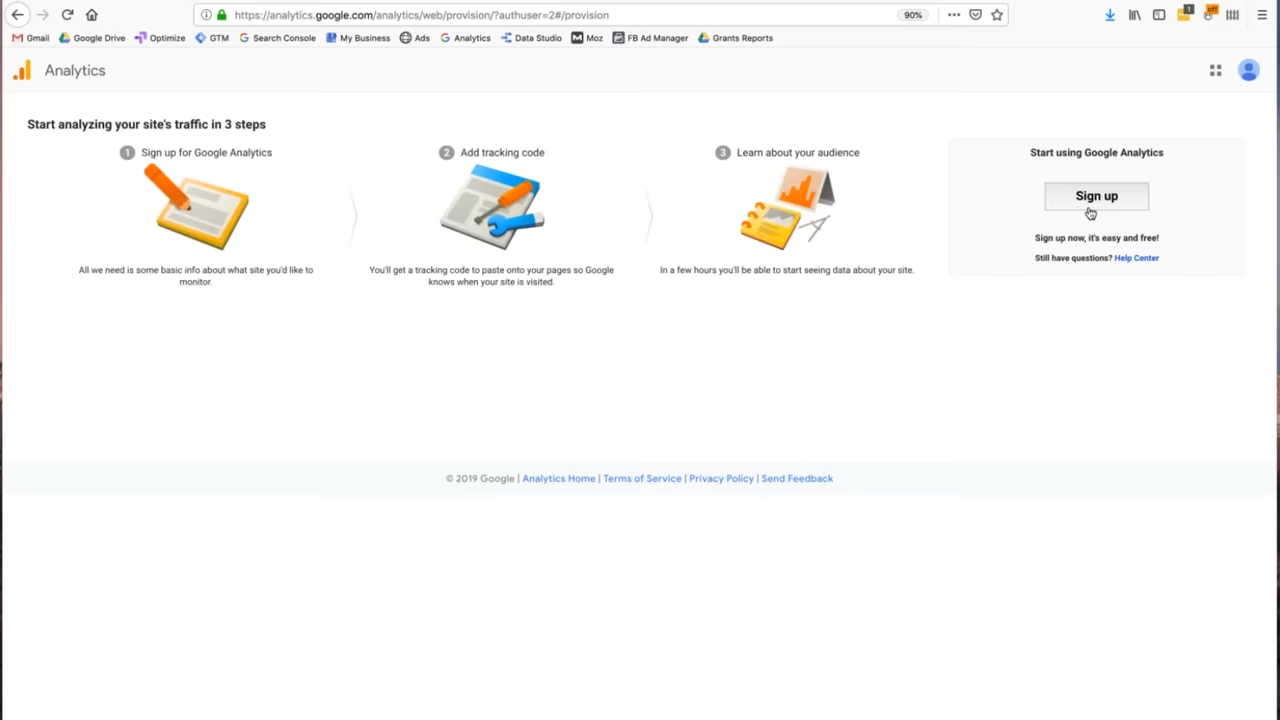 https://analytics.google.com/analytics/web/provision/?authuser=2#/provision
90%
1
off
Gmail
Google Drive
Optimize
GTM
Search Console
My Business
Ads
Analytics
Data Studio
Moz
FB Ad Manager
Grants Reports
Analytics
Start analyzing your site's traffic in 3 steps
1 Sign up for Google Analytics
All we need is some basic info about what site you'd like to
monitor.
2 Add tracking code
You'll get a tracking code to paste onto your pages so Google
knows when your site is visited.
3 Learn about your audience
In a few hours you'll be able to start seeing data about your site.
Start using Google Analytics
Sign up
Sign up now, it's easy and free!
Still have questions? Help Center
© 2019 Google | Analytics Home | Terms of Service | Privacy Policy | Send Feedback